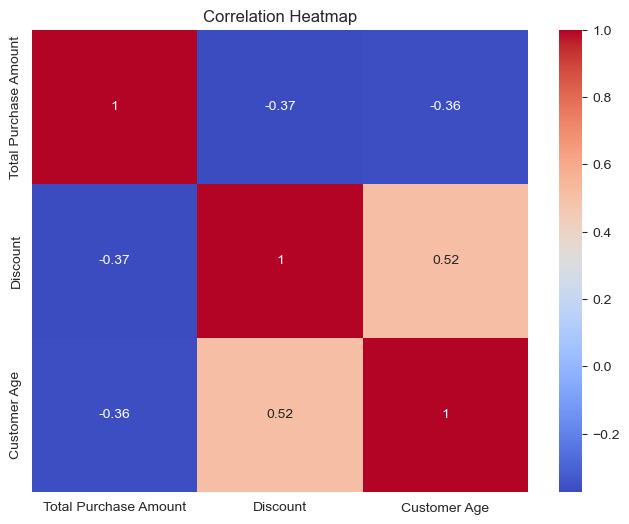 Correlation Heatmap
Total Purchase Amount
1
-0.37
-0.36
Discount
-0.37
1
0.52
Customer Age
-0.36
0.52
1
Total Purchase Amount
Discount
Customer Age
1.0
0.8
0.6
0.4
0.2
0.0
−0.2